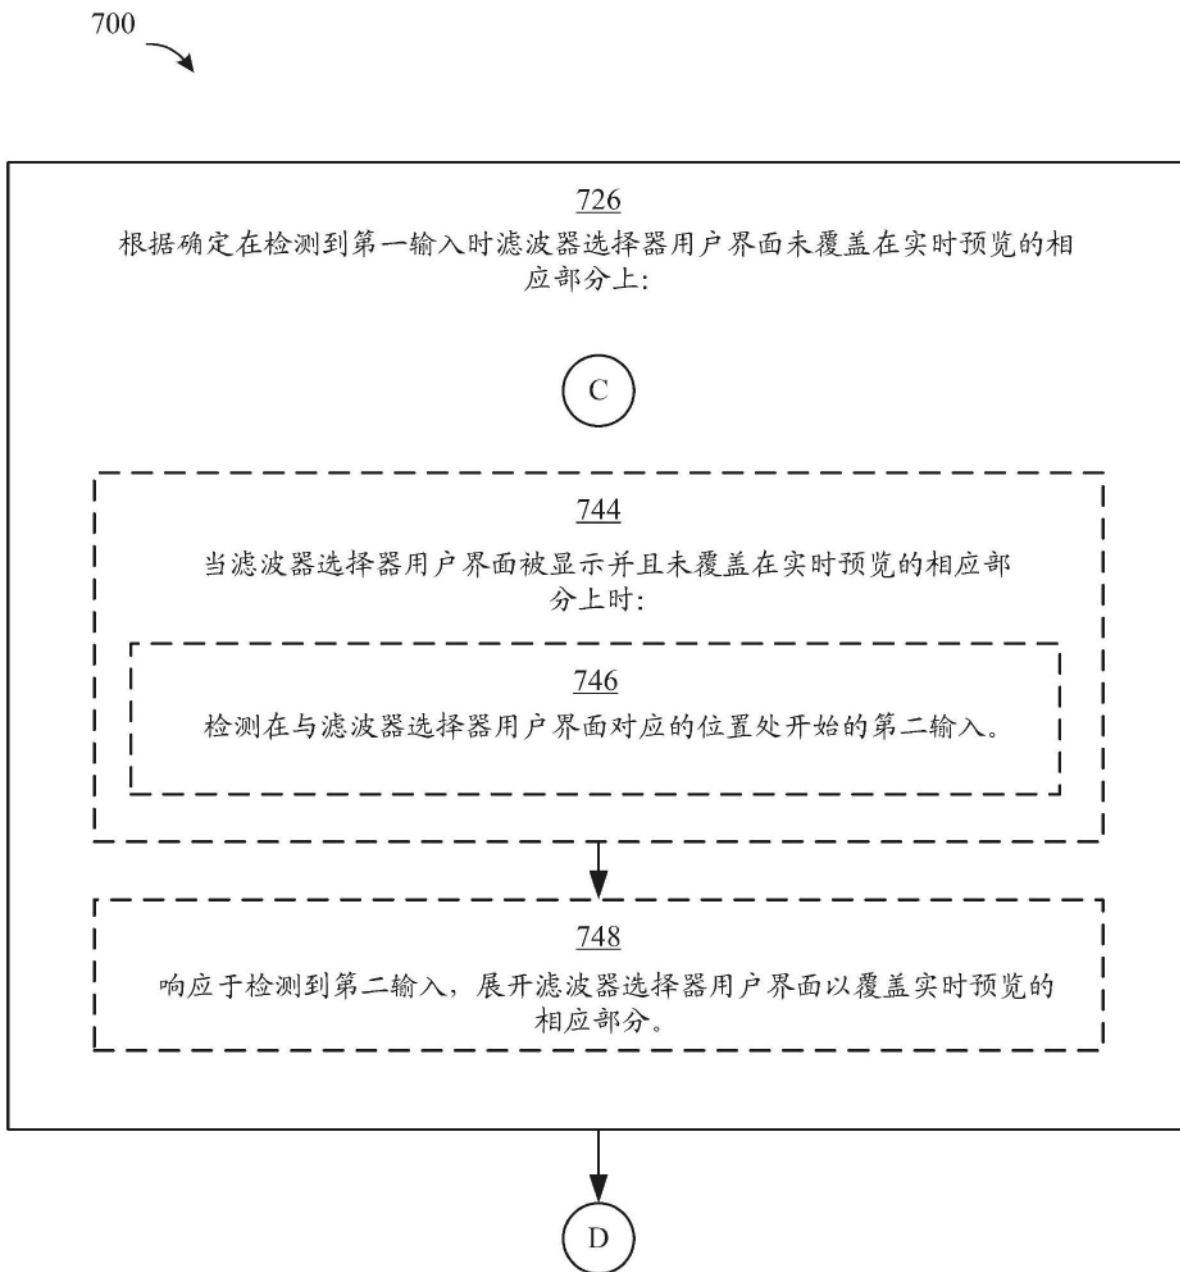 700
726
根据确定在检测到第一输入时滤波器选择器用户界面未覆盖在实时预览的相
应部分上：
C
744
当滤波器选择器用户界面被显示并且未覆盖在实时预览的相应部
分上时：
746
检测在与滤波器选择器用户界面对应的位置处开始的第二输入。
748
响应于检测到第二输入，展开滤波器选择器用户界面以覆盖实时预览的
相应部分。
D